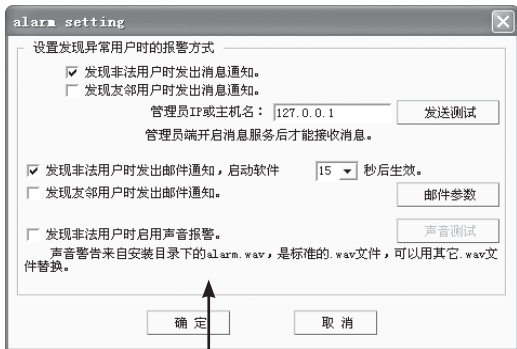 alarm setting
设置发现异常用户时的报警方式
发现非法用户时发出消息通知。
发现友邻用户时发出消息通知。
管理员IP或主机名： 127.0.0.1 发送测试
管理员端开启消息服务后才能接收消息。
发现非法用户时发出邮件通知，启动软件 15 秒后生效。
发现友邻用户时发出邮件通知。 邮件参数
发现非法用户时启用声音报警。 声音测试
声音警告来自安装目录下的alarm.wav，是标准的.wav文件，可以用其它.wav文
件替换。
确 定 取 消